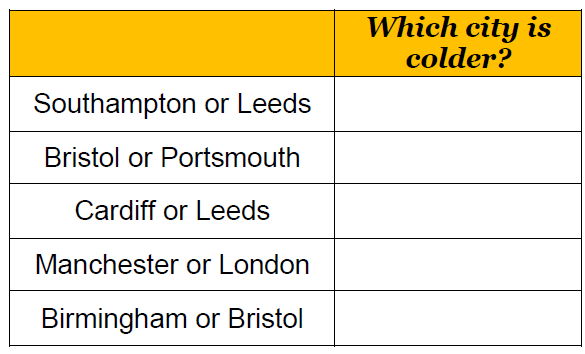 Which city is
colder?
Southampton or Leeds
Bristol or Portsmouth
Cardiff or Leeds
Manchester or London
Birmingham or Bristol